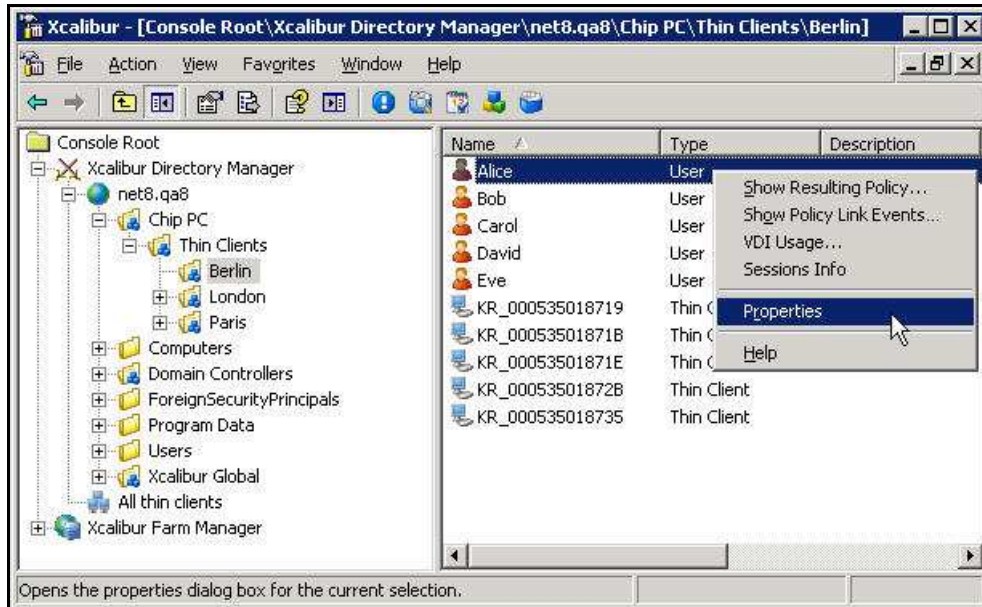 Xcalibur - [Console Root\Xcalibur Directory Manager\net8.qa8\Chip PC\Thin Clients\Berlin]
File Action View Favorites Window Help
Console Root
Xcalibur Directory Manager
net8.qa8
Chip PC
Thin Clients
Berlin
London
Paris
Computers
Domain Controllers
ForeignSecurityPrincipals
Program Data
Users
Xcalibur Global
All thin clients
Xcalibur Farm Manager
Name Type Description
Alice User
Bob User
Carol User
David User
Eve User
KR_000535018719 Thin C
KR_00053501871B Thin C
KR_00053501871E Thin C
KR_00053501872B Thin Client
KR_000535018735 Thin Client
Show Resulting Policy...
Show Policy Link Events...
VDI Usage...
Sessions Info
Properties
Help
Opens the properties dialog box for the current selection.